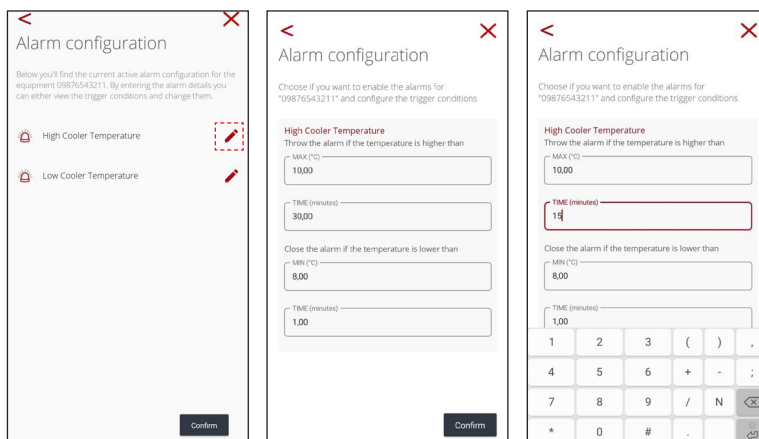 <
X
Alarm configuration
Below you'll find the current active alarm configuration for the
equipment 09876543211. By entering the alarm details you
can either view the trigger conditions and change them.
High Cooler Temperature
Low Cooler Temperature
Confirm
<
X
Alarm configuration
Choose if you want to enable the alarms for
"09876543211" and configure the trigger conditions
High Cooler Temperature
Throw the alarm if the temperature is higher than
MAX (°C)
10,00
TIME (minutes)
30,00
Close the alarm if the temperature is lower than
MIN (°C)
8,00
TIME (minutes)
1,00
Confirm
<
X
Alarm configuration
Choose if you want to enable the alarms for
"09876543211" and configure the trigger conditions
High Cooler Temperature
Throw the alarm if the temperature is higher than
MAX (°C)
10,00
TIME (minutes)
15
Close the alarm if the temperature is lower than
MIN (°C)
8,00
TIME (minutes)
1,00
1 2 3 ( ) ,
4 5 6 + - ;
7 8 9 / N
* 0 # .